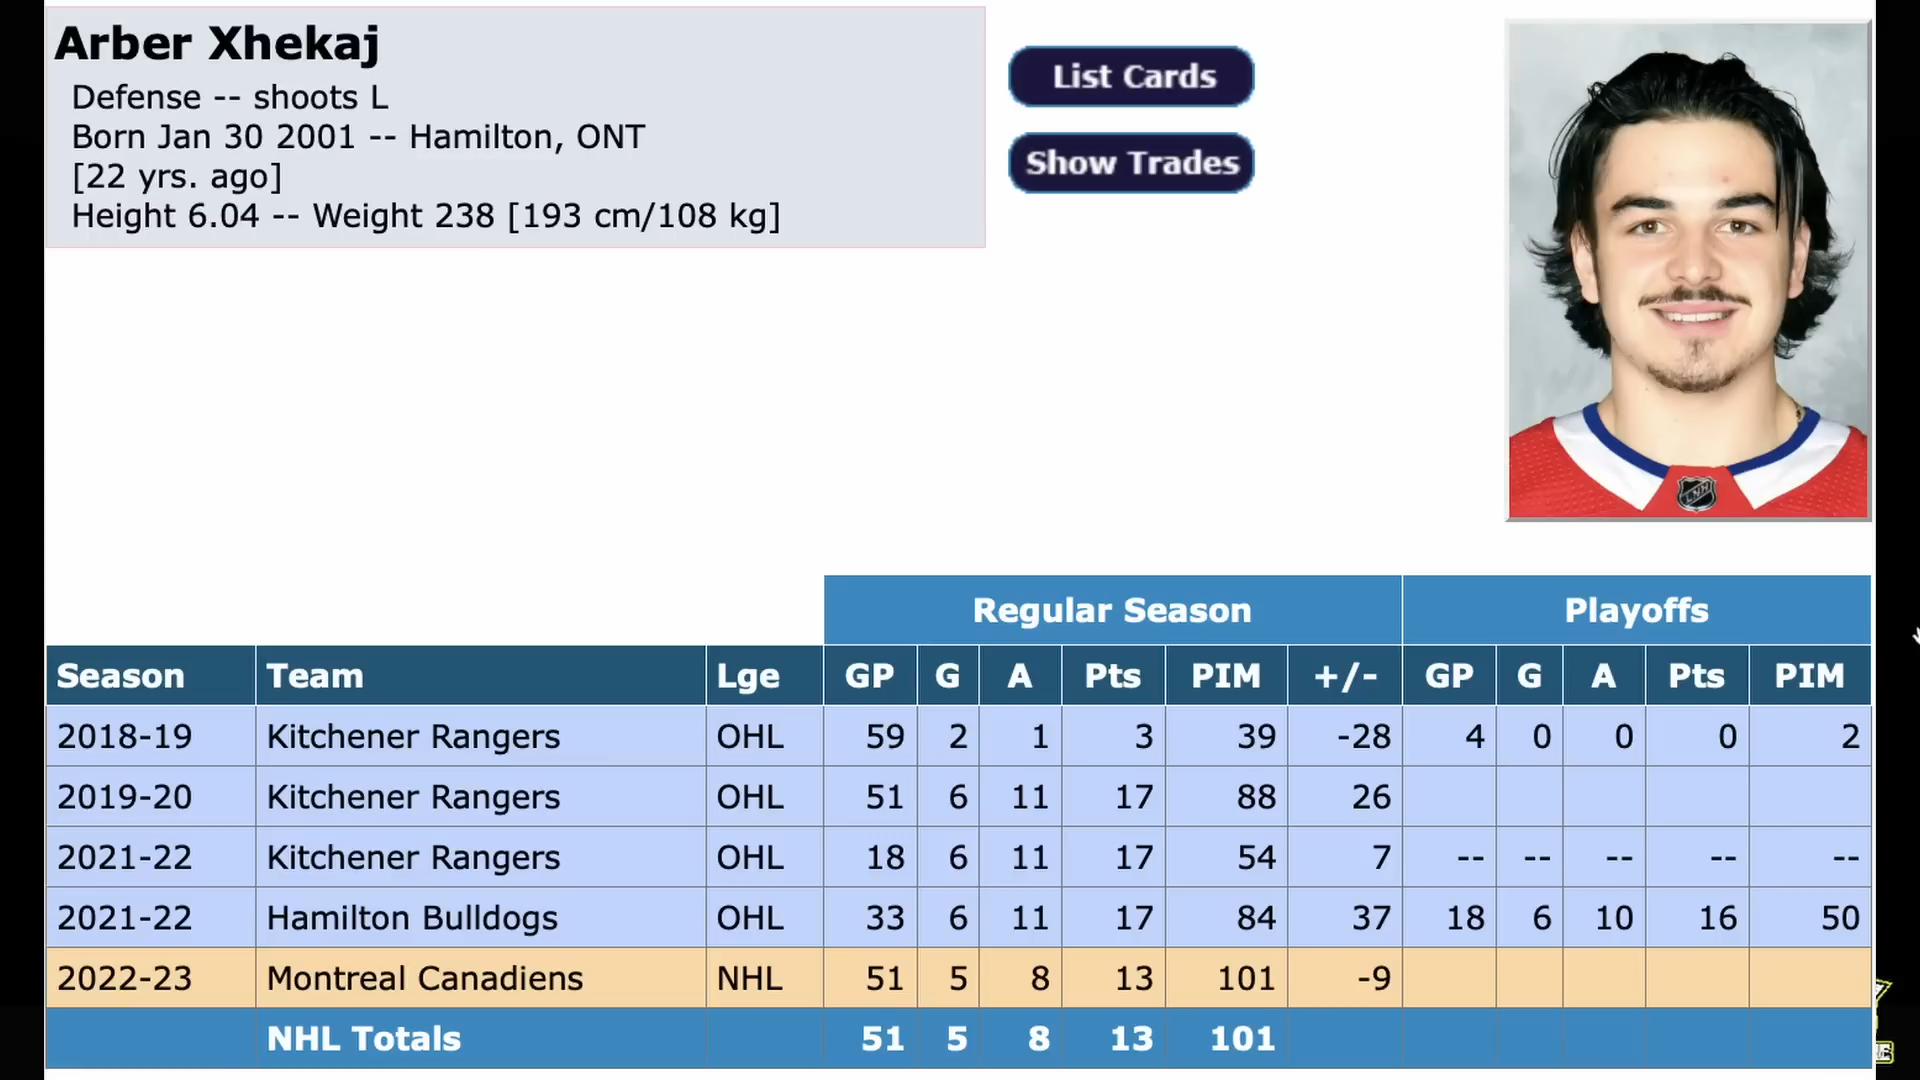 Arber Xhekaj
Defense -- shoots L
Born Jan 30 2001 -- Hamilton, ONT
[22 yrs. ago]
Height 6.04 -- Weight 238 [193 cm/108 kg]
List Cards
Show Trades
Regular Season Playoffs
Season Team Lge GP G A Pts PIM +/- GP G A Pts PIM
2018-19 Kitchener Rangers OHL 59 2 1 3 39 -28 4 0 0 0 2
2019-20 Kitchener Rangers OHL 51 6 11 17 88 26
2021-22 Kitchener Rangers OHL 18 6 11 17 54 7 -- -- -- -- --
2021-22 Hamilton Bulldogs OHL 33 6 11 17 84 37 18 6 10 16 50
2022-23 Montreal Canadiens NHL 51 5 8 13 101 -9
NHL Totals 51 5 8 13 101